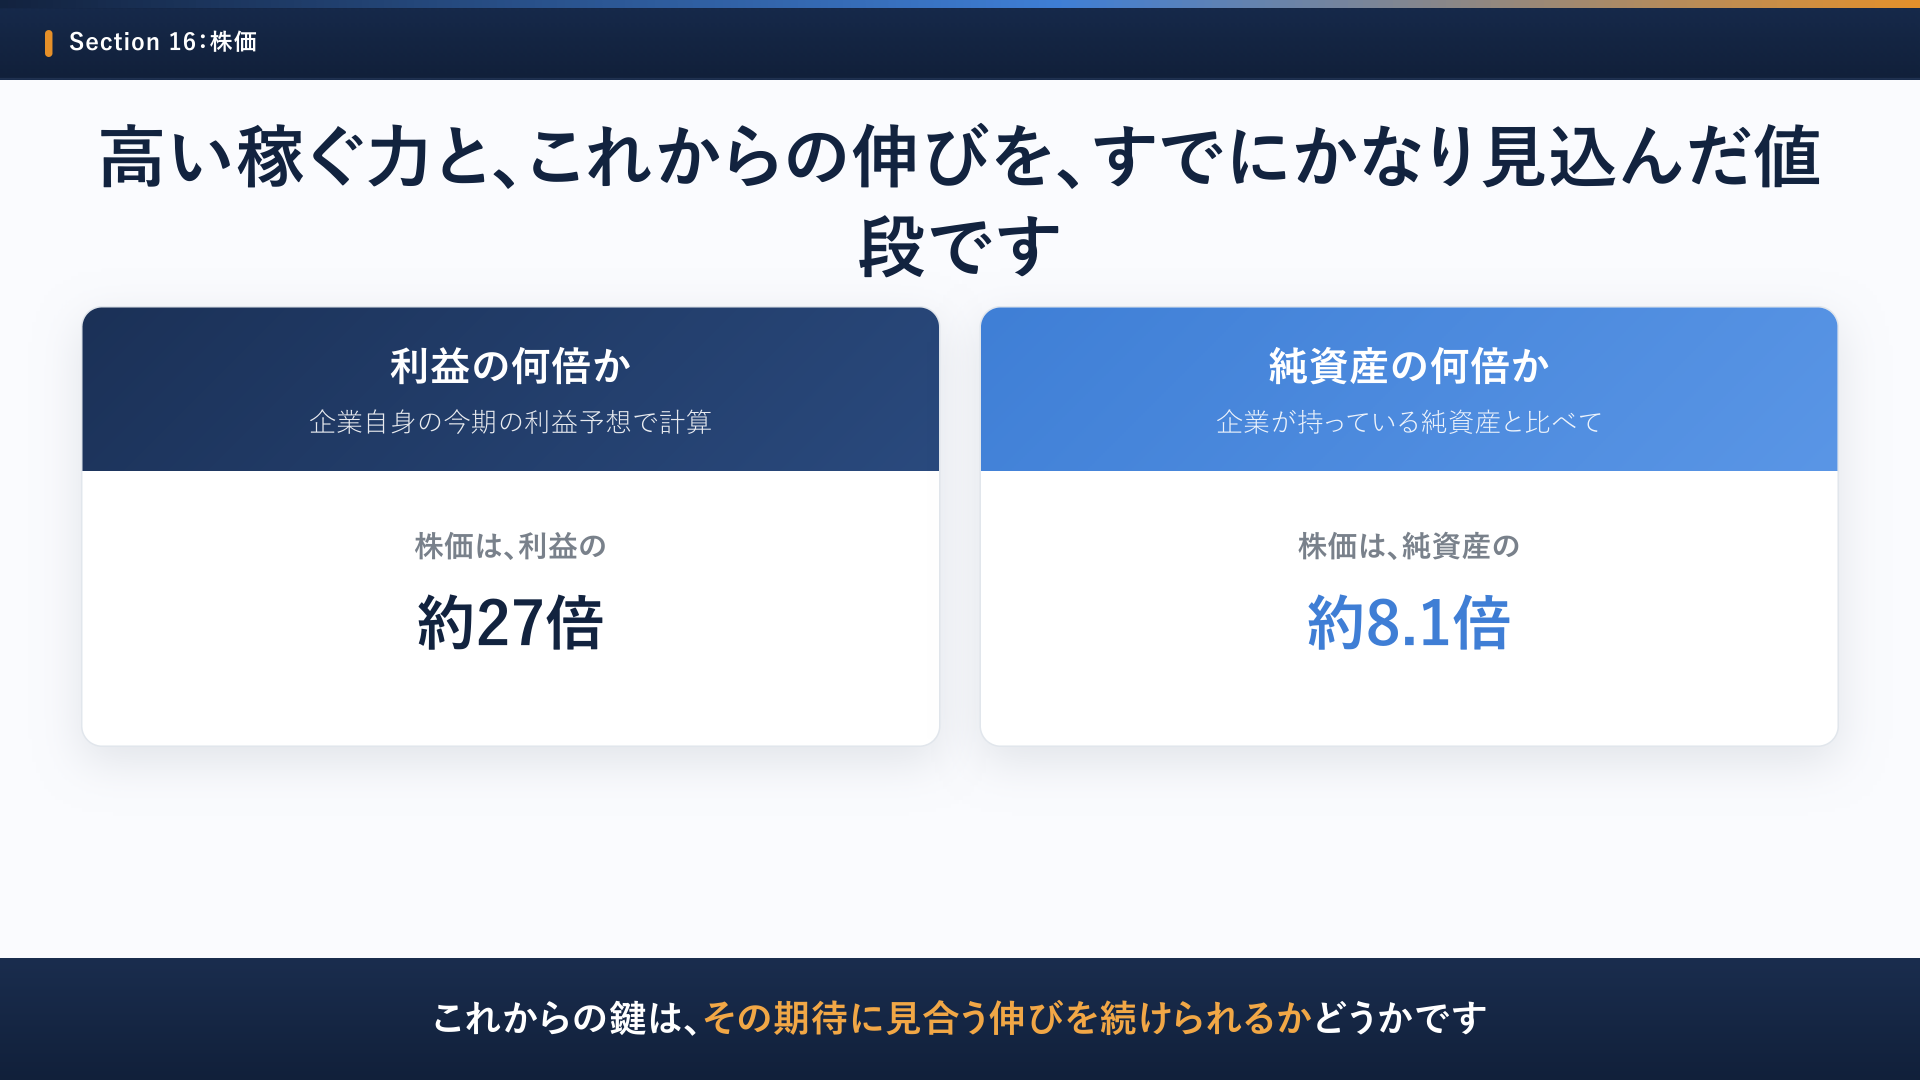 Section 16：株価
高い稼ぐ力と、これからの伸びを、すでにかなり見込んだ値
段です
利益の何倍か
企業自身の今期の利益予想で計算
株価は、利益の
約27倍
純資産の何倍か
企業が持っている純資産と比べて
株価は、純資産の
約8.1倍
これからの鍵は、その期待に見合う伸びを続けられるかどうかです